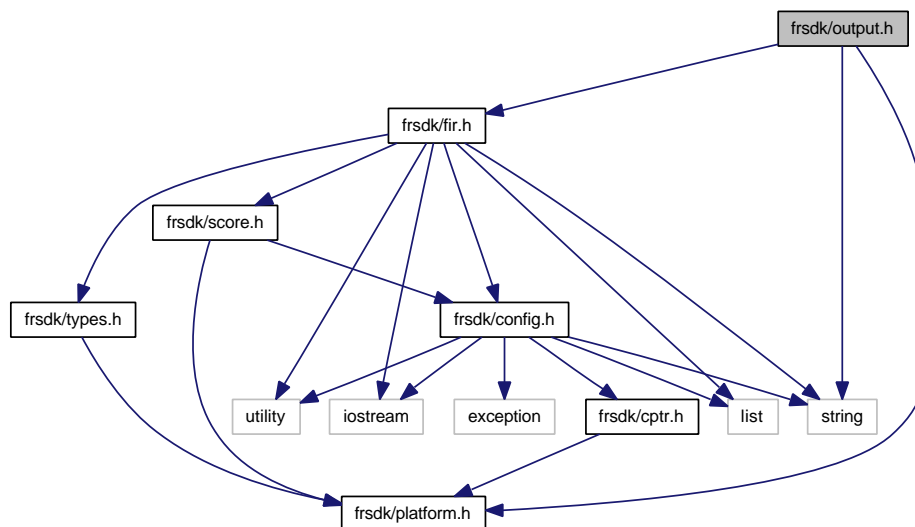 frsdk/output.h
frsdk/fir.h
frsdk/score.h
frsdk/types.h
frsdk/config.h
utility
iostream
exception
frsdk/cptr.h
list
string
frsdk/platform.h